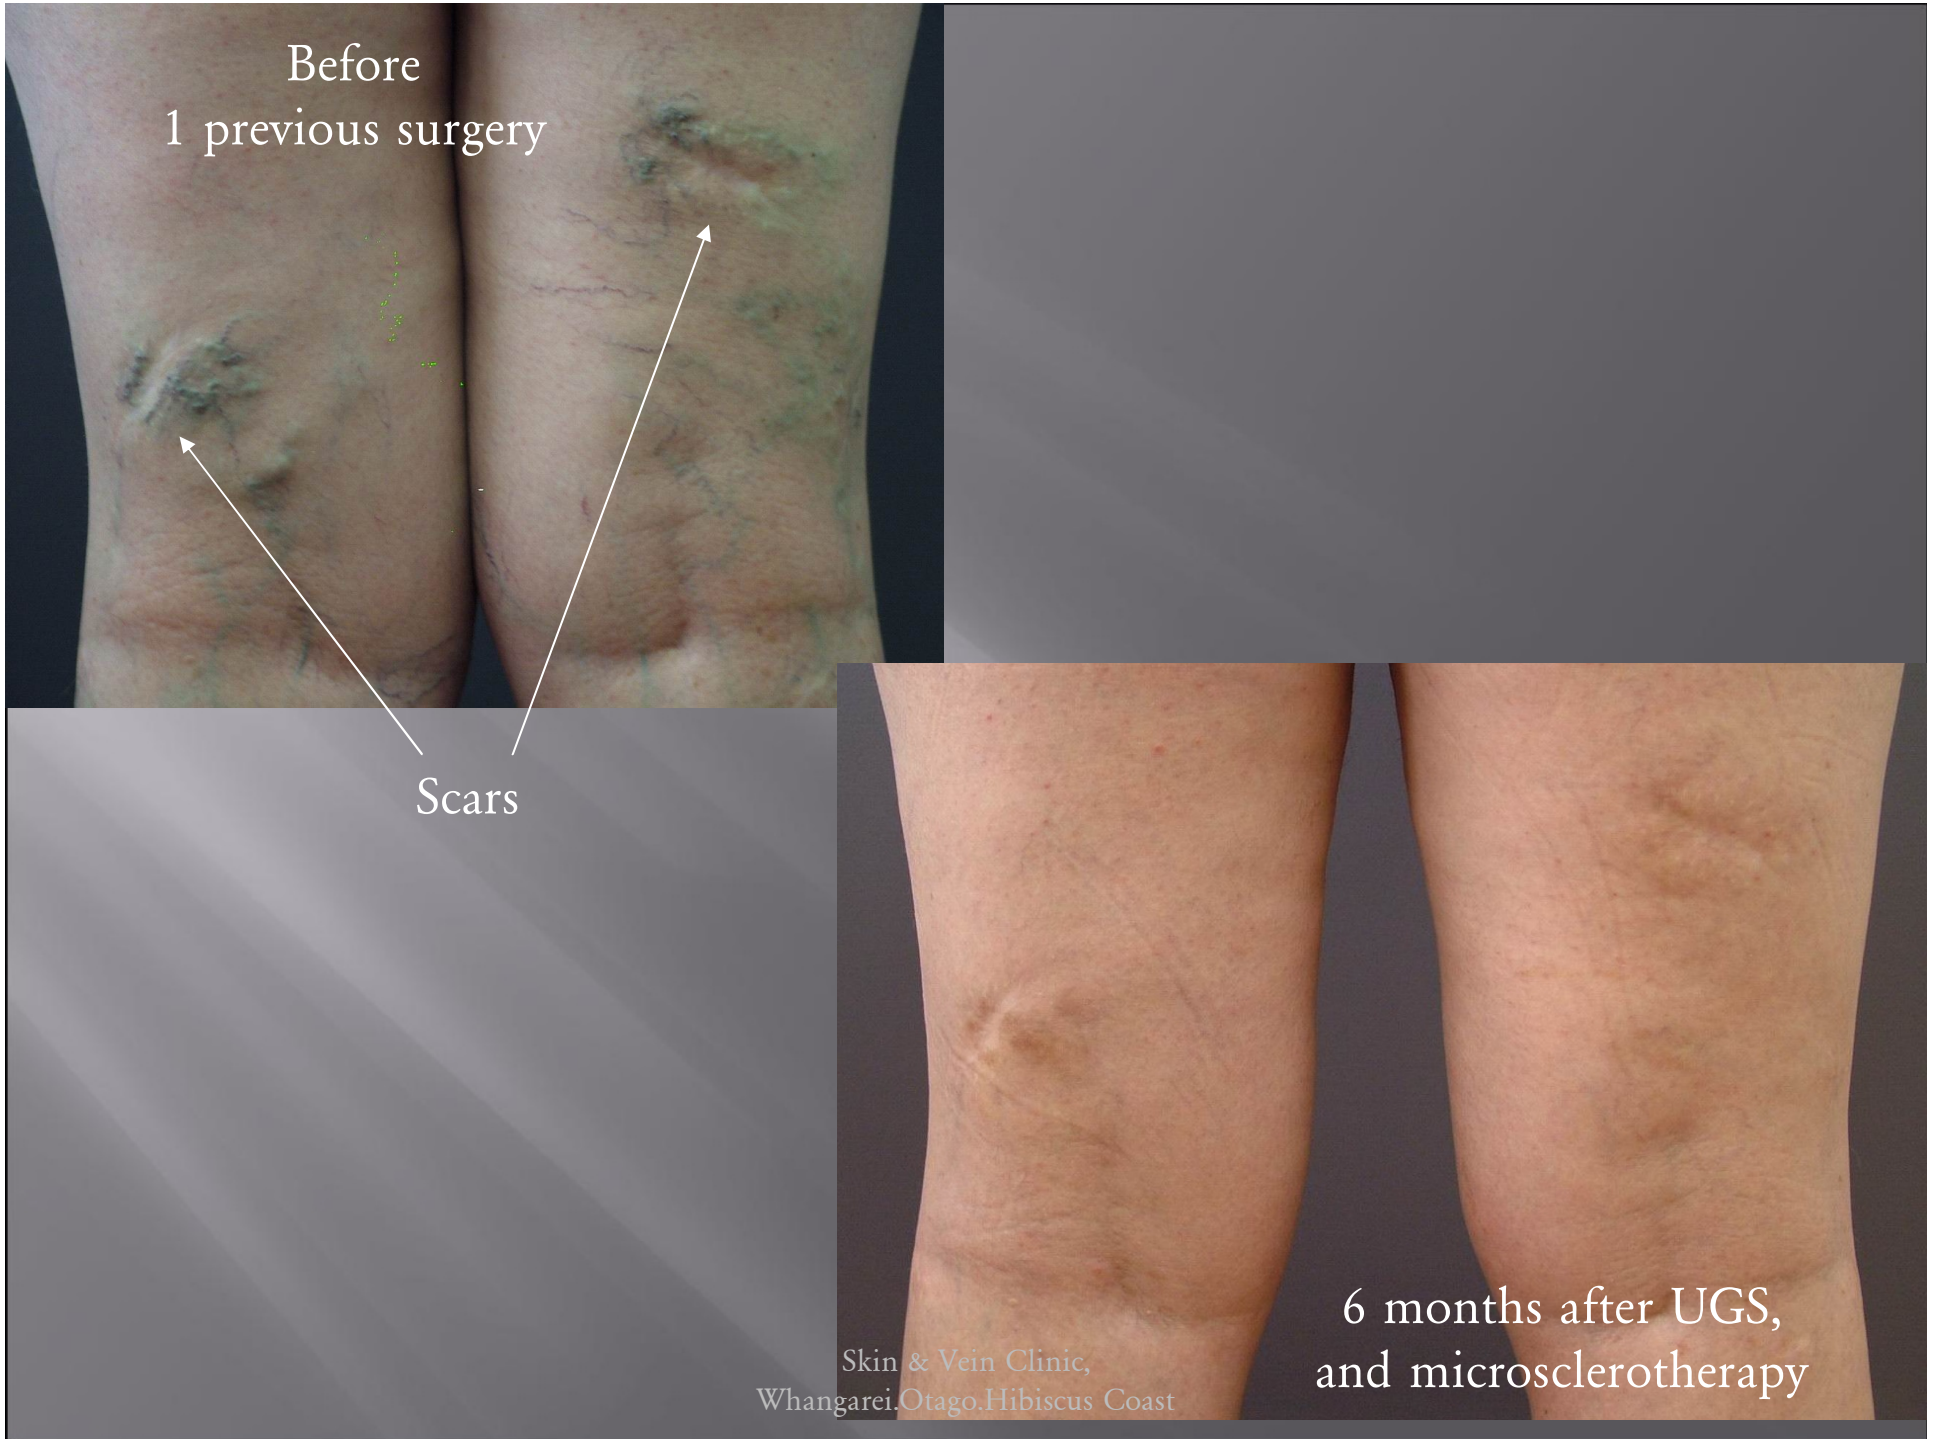 Before
1 previous surgery
Scars
6 months after UGS,
and microsclerotherapy
Skin & Vein Clinic,
Whangarei.Otago.Hibiscus Coast